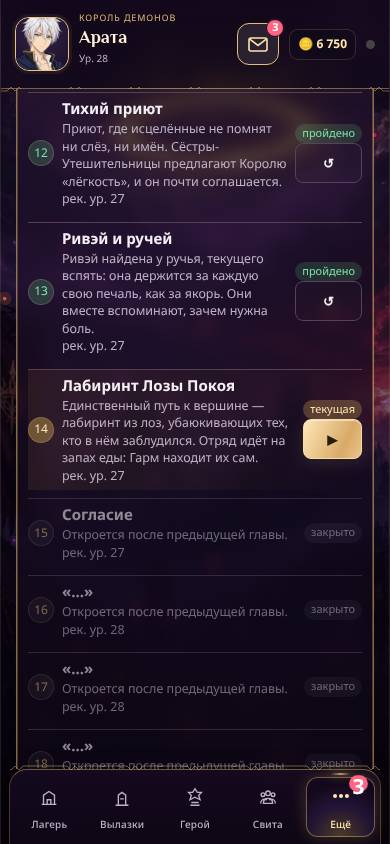 КОРОЛЬ ДЕМОНОВ
Арата
Ур. 28
3
6 750
Тихий приют
Приют, где исцелённые не помнят
ни слёз, ни имён. Сёстры-
Утешительницы предлагают Королю
«лёгкость», и он почти соглашается.
рек. ур. 27
12
пройдено
Ривэй и ручей
Ривэй найдена у ручья, текущего
вспять: она держится за каждую
свою печаль, как за якорь. Они
вместе вспоминают, зачем нужна
боль.
рек. ур. 27
13
пройдено
Лабиринт Лозы Покоя
Единственный путь к вершине —
лабиринт из лоз, убаюкивающих тех,
кто в нём заблудился. Отряд идёт на
запах еды: Гарм находит их сам.
рек. ур. 27
14
текущая
Согласие
Откроется после предыдущей главы.
рек. ур. 27
15
закрыто
«…»
Откроется после предыдущей главы.
рек. ур. 28
16
закрыто
«…»
Откроется после предыдущей главы.
рек. ур. 28
17
закрыто
«…»
Откроется после предыдущей главы.
18
закрыто
Лагерь
Вылазки
Герой
Свита
Ещё
3